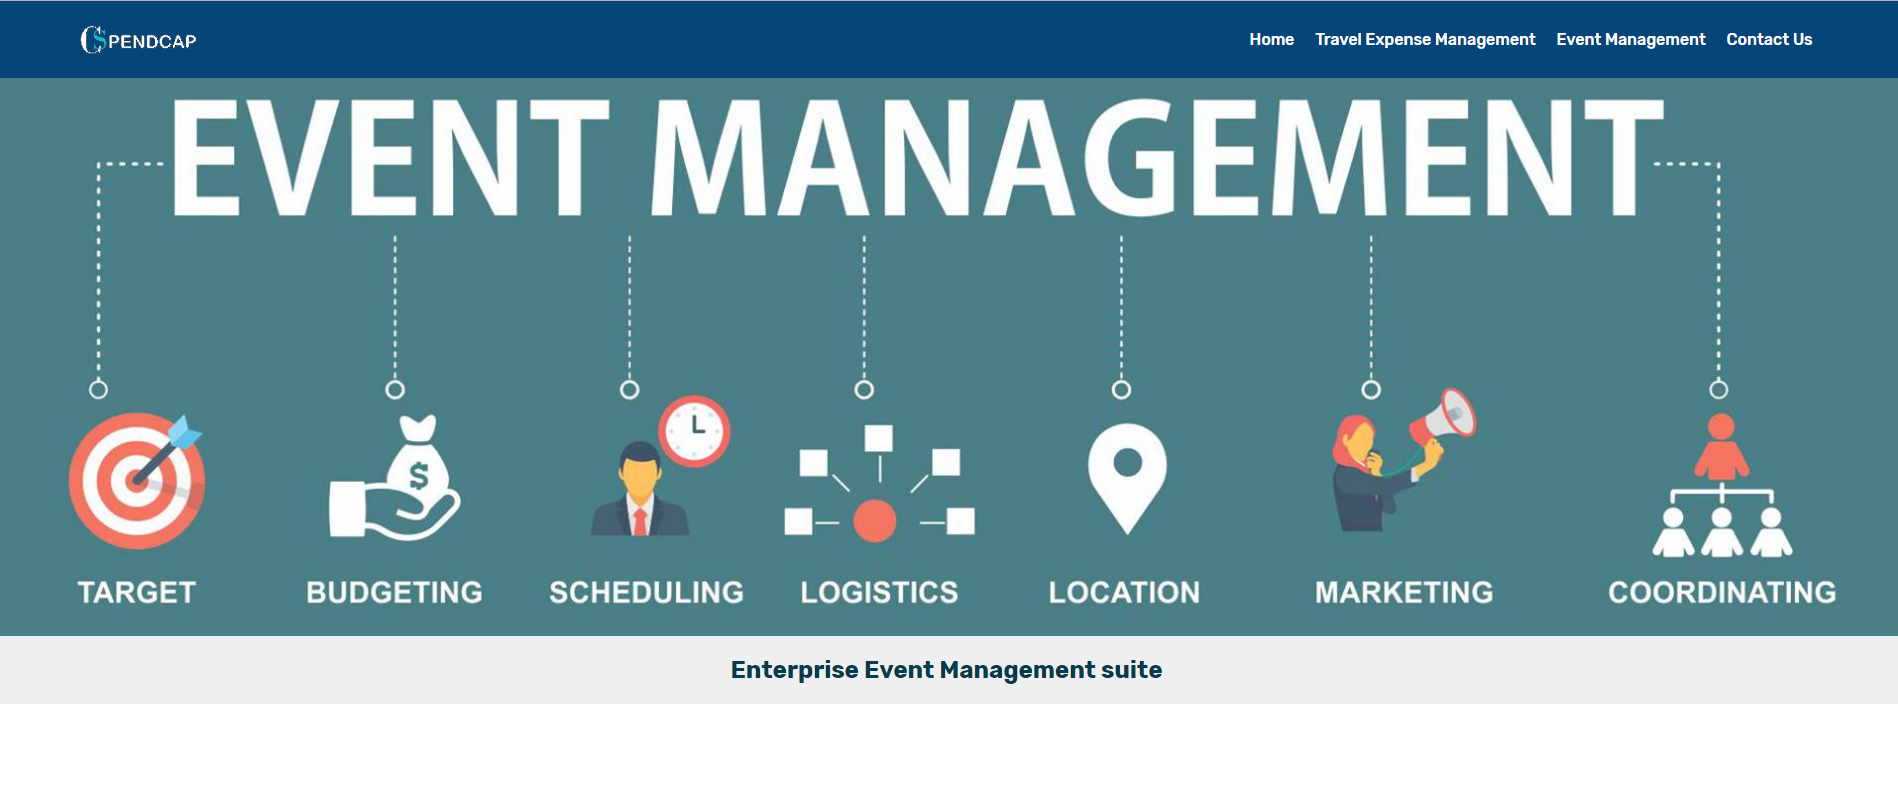 SPENDCAP
Home Travel Expense Management Event Management Contact Us
EVENT MANAGEMENT
$
TARGET BUDGETING SCHEDULING LOGISTICS LOCATION MARKETING COORDINATING
Enterprise Event Management suite